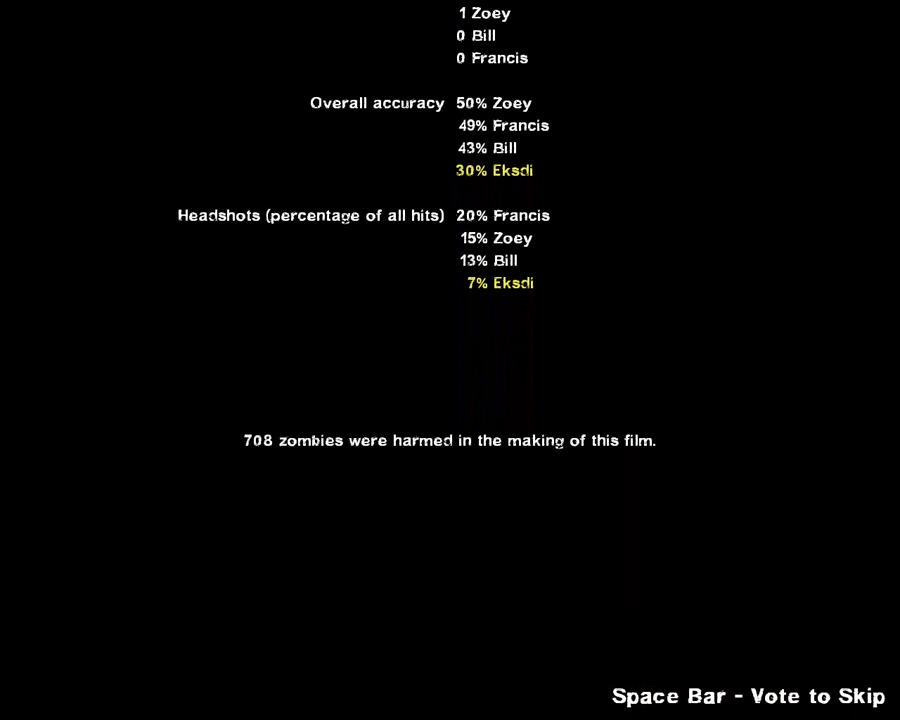 1 Zoey
0 Bill
0 Francis
Overall accuracy 50% Zoey
49% Francis
43% Bill
30% Eksdi
Headshots (percentage of all hits) 20% Francis
15% Zoey
13% Bill
7% Eksdi
708 zombies were harmed in the making of this film.
Space Bar - Vote to Skip